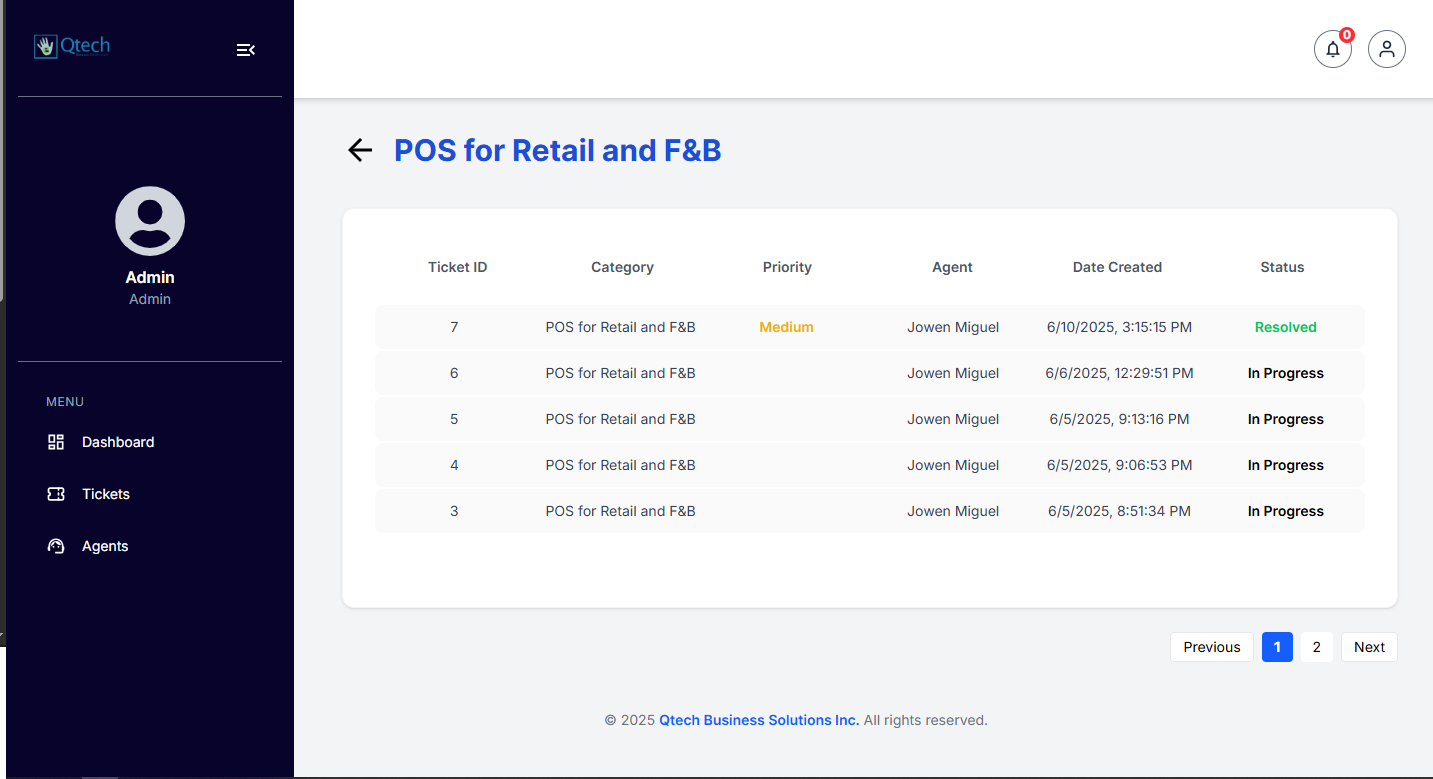 Qtech
0
Admin
Admin
MENU
Dashboard
Tickets
Agents
POS for Retail and F&B
Ticket ID Category Priority Agent Date Created Status
7 POS for Retail and F&B Medium Jowen Miguel 6/10/2025, 3:15:15 PM Resolved
6 POS for Retail and F&B Jowen Miguel 6/6/2025, 12:29:51 PM In Progress
5 POS for Retail and F&B Jowen Miguel 6/5/2025, 9:13:16 PM In Progress
4 POS for Retail and F&B Jowen Miguel 6/5/2025, 9:06:53 PM In Progress
3 POS for Retail and F&B Jowen Miguel 6/5/2025, 8:51:34 PM In Progress
Previous 1 2 Next
© 2025 Qtech Business Solutions Inc. All rights reserved.